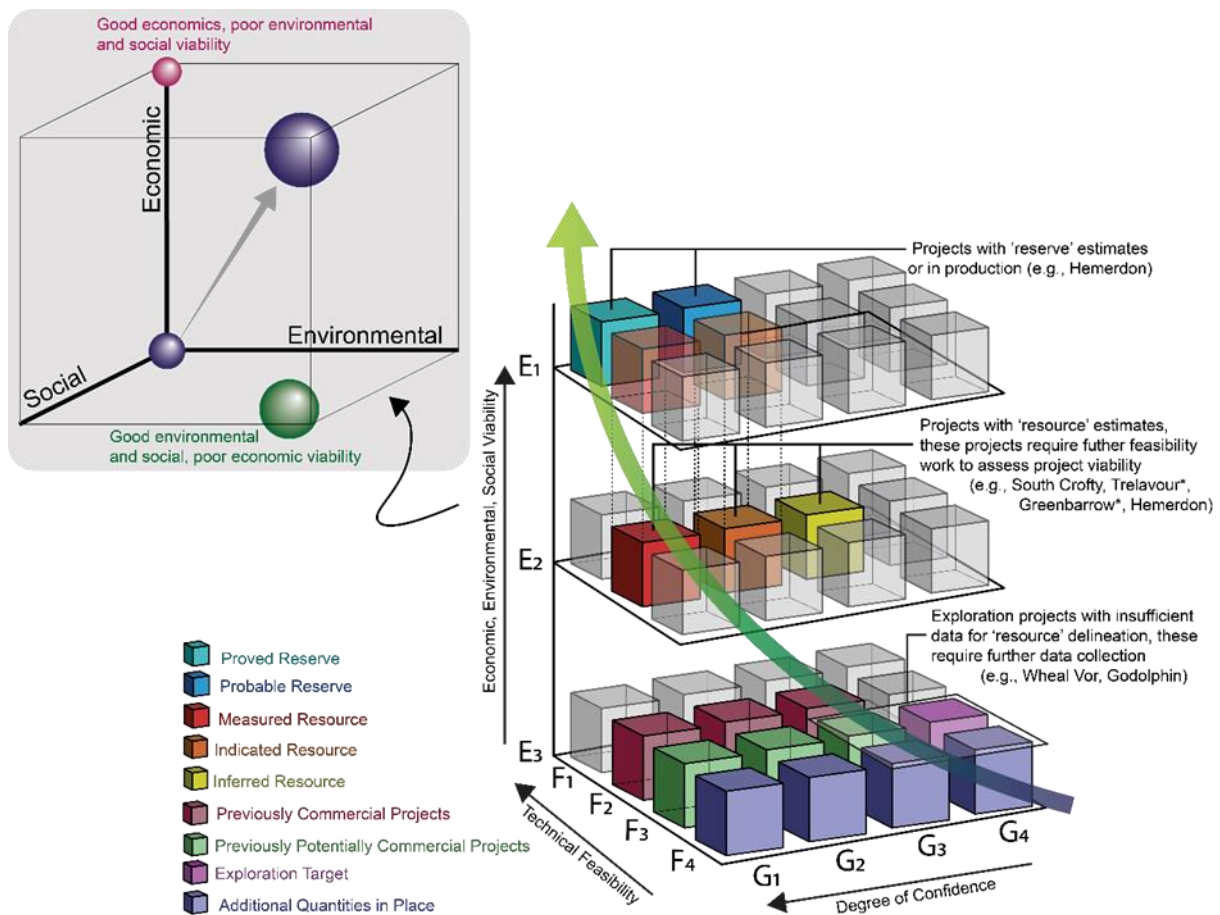 Good economics, poor environmental
and social viability
Economic
Environmental
Social
Good environmental
and social, poor economic viability
Projects with 'reserve' estimates
or in production (e.g., Hemerdon)
E1
Economic, Environmental, Social Viability
Projects with 'resource' estimates,
these projects require futher feasibility
work to assess project viability
(e.g., South Crofty, Trelavour*,
Greenbarrow*, Hemerdon)
E2
Exploration projects with insufficient
data for 'resource' delineation, these
require further data collection
(e.g., Wheal Vor, Godolphin)
E3
F1
F2
F3
F4
Technical Feasibility
G1
G2
G3
G4
Degree of Confidence
Proved Reserve
Probable Reserve
Measured Resource
Indicated Resource
Inferred Resource
Previously Commercial Projects
Previously Potentially Commercial Projects
Exploration Target
Additional Quantities in Place